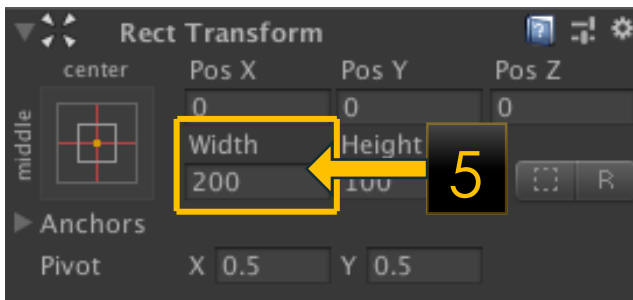 Rect Transform
center Pos X Pos Y Pos Z
middle
0 0 0
Width Height
200 100 5 R
Anchors
Pivot X 0.5 Y 0.5